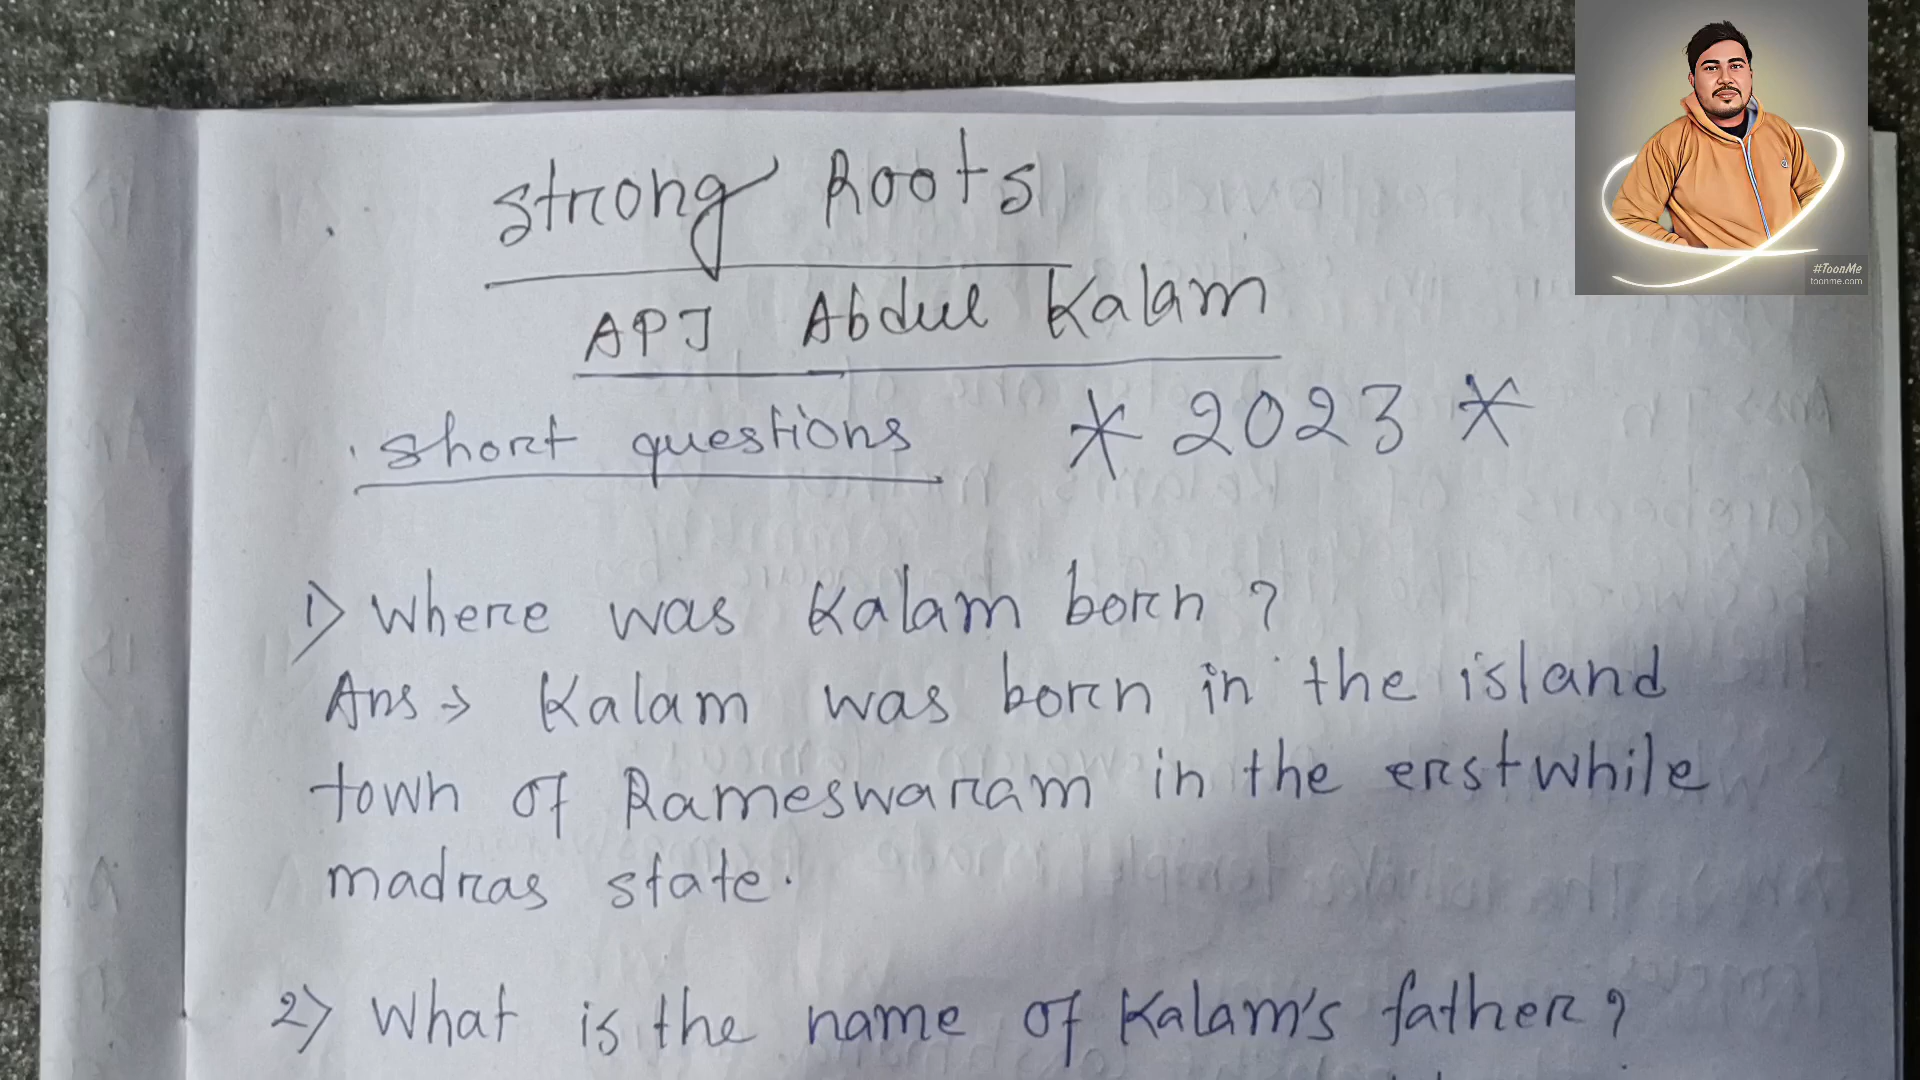 Strong Roots
APJ Abdul Kalam
short questions * 2023 *
1) Where was Kalam born ?
Ans → Kalam was born in the island
town of Rameswaram in the erstwhile
madras state.
2) What is the name of Kalam's father ?
#ToonMe
toonme.com